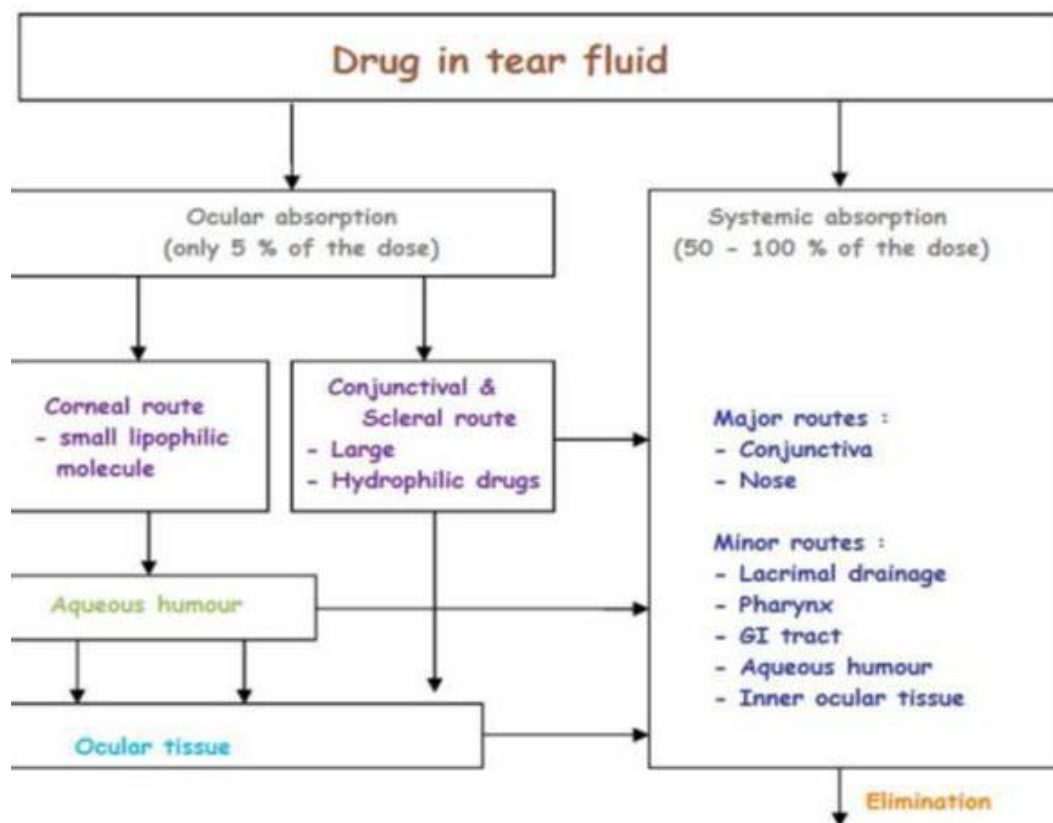 Drug in tear fluid
Ocular absorption
(only 5 % of the dose)
Systemic absorption
(50 - 100 % of the dose)
Corneal route
- small lipophilic
molecule
Conjunctival &
Scleral route
- Large
- Hydrophilic drugs
Major routes :
- Conjunctiva
- Nose
Minor routes :
- Lacrimal drainage
- Pharynx
- GI tract
- Aqueous humour
- Inner ocular tissue
Aqueous humour
Ocular tissue
Elimination